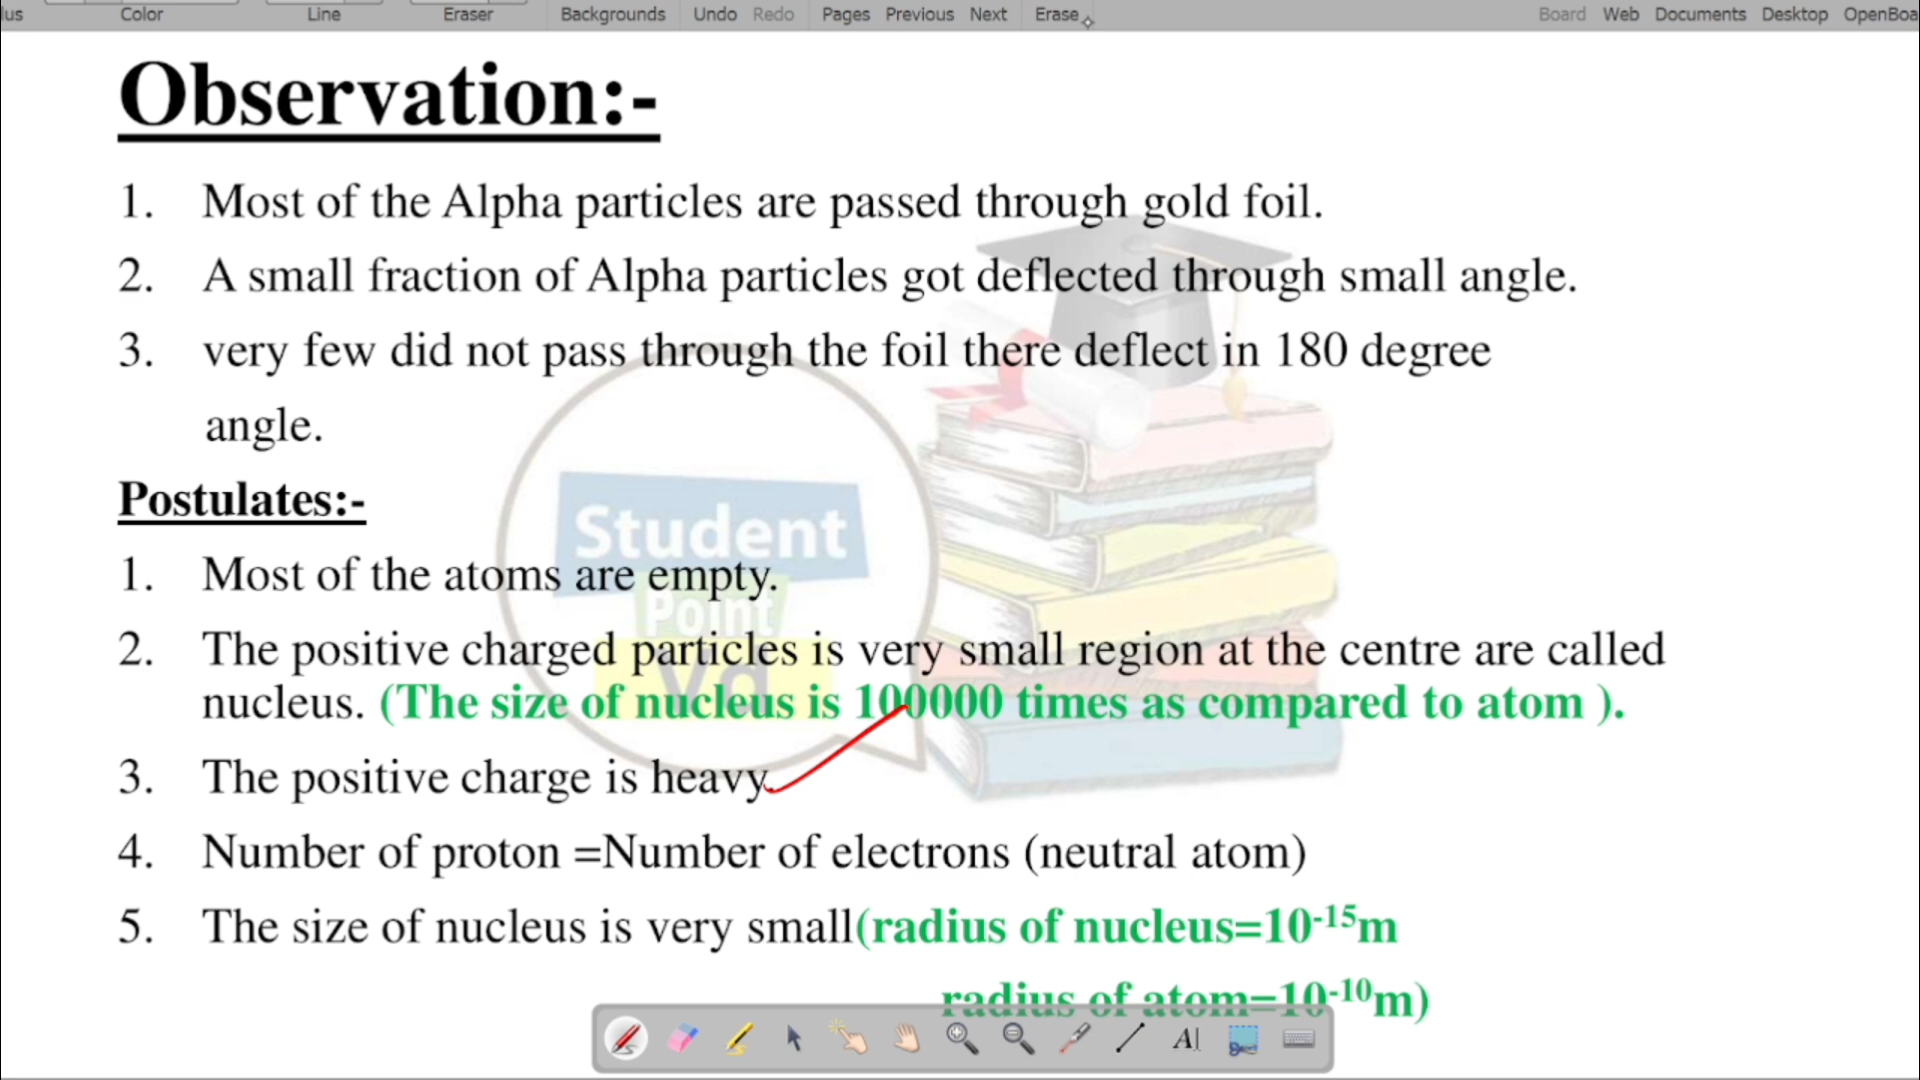 lus Color Line Eraser Backgrounds Undo Redo Pages Previous Next Erase Board Web Documents Desktop OpenBoa
Observation:-
1. Most of the Alpha particles are passed through gold foil.
2. A small fraction of Alpha particles got deflected through small angle.
3. very few did not pass through the foil there deflect in 180 degree
angle.
Postulates:-
Student
1. Most of the atoms are empty.
Point
2. The positive charged particles is very small region at the centre are called
Vg
nucleus. (The size of nucleus is 100000 times as compared to atom ).
3. The positive charge is heavy.
4. Number of proton =Number of electrons (neutral atom)
5. The size of nucleus is very small(radius of nucleus=10⁻¹⁵m
radius of atom=10⁻¹⁰m)
A|